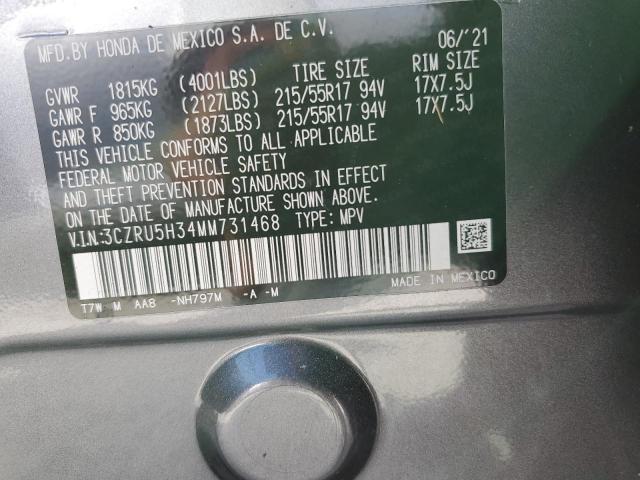 MFD.BY HONDA DE MEXICO S.A. DE C.V. 06/'21
GVWR 1815KG (4001LBS) TIRE SIZE RIM SIZE
GAWR F 965KG (2127LBS) 215/55R17 94V 17X7.5J
GAWR R 850KG (1873LBS) 215/55R17 94V 17X7.5J
THIS VEHICLE CONFORMS TO ALL APPLICABLE
FEDERAL MOTOR VEHICLE SAFETY
AND THEFT PREVENTION STANDARDS IN EFFECT
ON THE DATE OF MANUFACTURE SHOWN ABOVE.
V.I.N:3CZRU5H34MM731468 TYPE: MPV
T7W M AA8 -NH797M -A -M MADE IN MEXICO